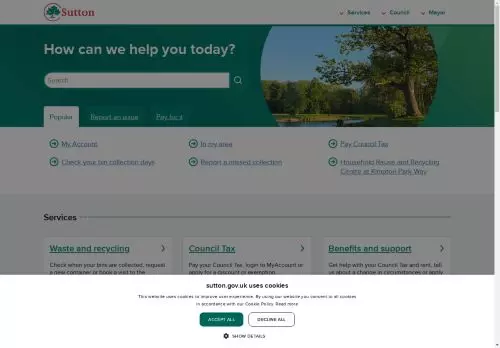 Sutton
Services
Council
Mayor
How can we help you today?
Search
Popular
Report an issue
Pay for it
My Account
In my area
Pay Council Tax
Check your bin collection days
Report a missed collection
Household Reuse and Recycling
Centre at Kimpton Park Way
Services
Waste and recycling
Council Tax
Benefits and support
Check when your bins are collected, request
a new container or book a visit to the
Pay your Council Tax, login to MyAccount or
apply for a discount or exemption
Get help with your Council Tax and rent, tell
us about a change in circumstances or apply
sutton.gov.uk uses cookies
This website uses cookies to improve user experience. By using our website you consent to all cookies
in accordance with our Cookie Policy. Read more
ACCEPT ALL
DECLINE ALL
SHOW DETAILS